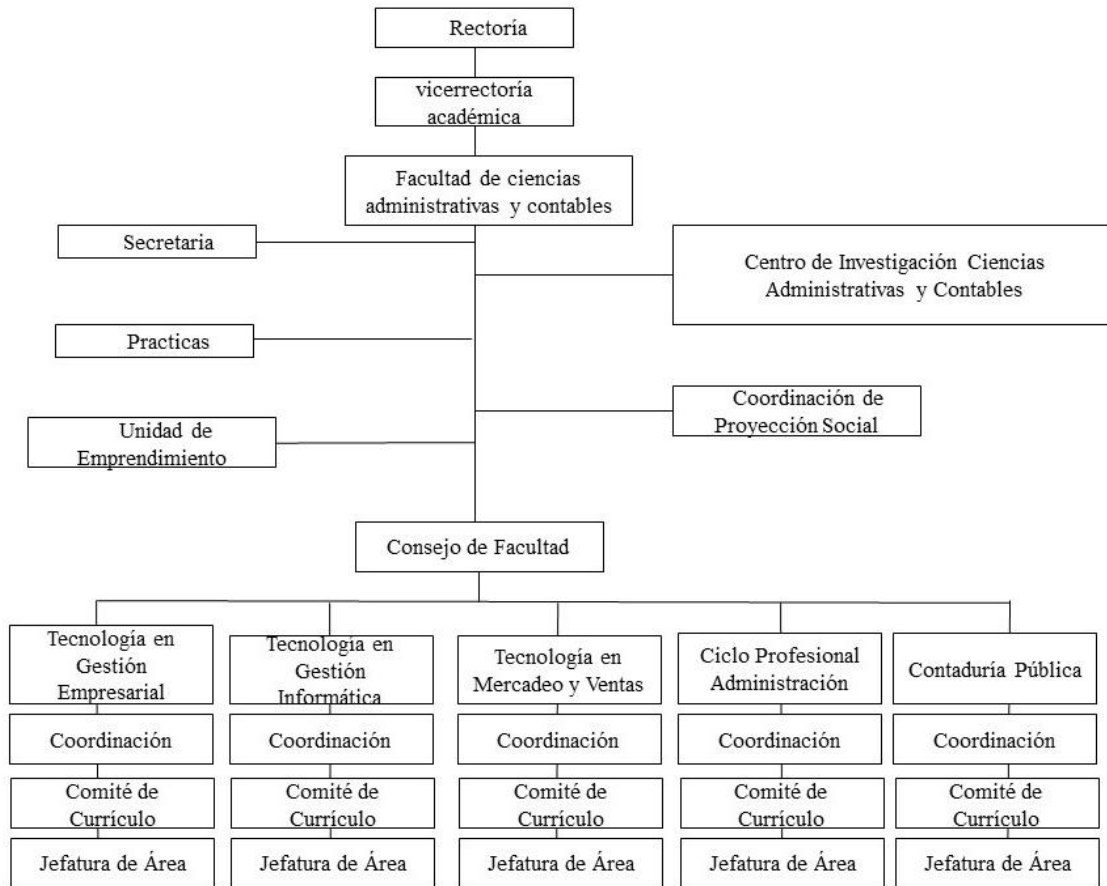 Rectoría
vicerrectoría
académica
Facultad de ciencias
administrativas y contables
Secretaria
Centro de Investigación Ciencias
Administrativas y Contables
Practicas
Coordinación de
Proyección Social
Unidad de
Emprendimiento
Consejo de Facultad
Tecnología en
Gestión
Empresarial
Tecnología en
Gestión
Informática
Tecnología en
Mercadeo y Ventas
Ciclo Profesional
Administración
Contaduría Pública
Coordinación
Coordinación
Coordinación
Coordinación
Coordinación
Comité de
Currículo
Comité de
Currículo
Comité de
Currículo
Comité de
Currículo
Comité de
Currículo
Jefatura de Área
Jefatura de Área
Jefatura de Área
Jefatura de Área
Jefatura de Área